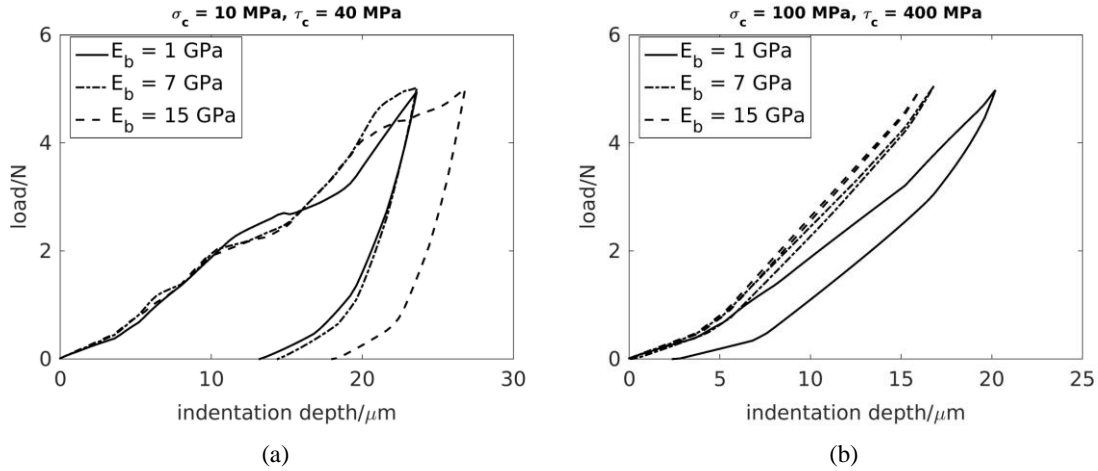 σc = 10 MPa, τc = 40 MPa
6
4
2
0
load/N
Eb = 1 GPa
Eb = 7 GPa
Eb = 15 GPa
0 10 20 30
indentation depth/μm
(a)
σc = 100 MPa, τc = 400 MPa
6
4
2
0
load/N
Eb = 1 GPa
Eb = 7 GPa
Eb = 15 GPa
0 5 10 15 20 25
indentation depth/μm
(b)